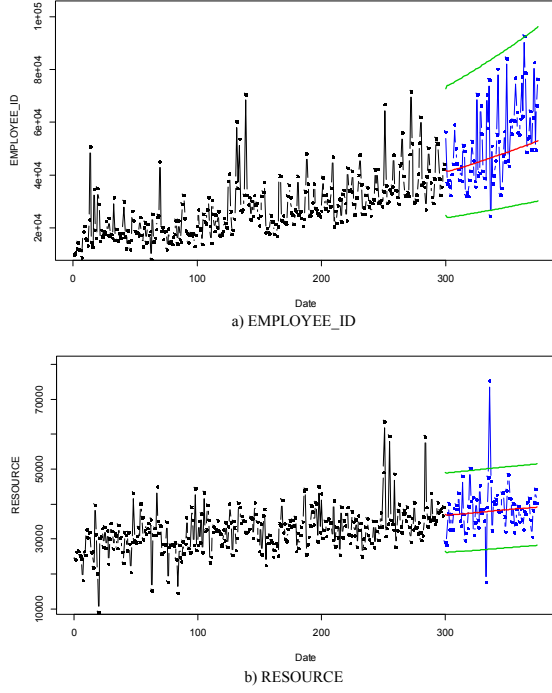 1e+05
8e+04
6e+04
4e+04
2e+04
EMPLOYEE_ID
0
100
200
300
Date
a) EMPLOYEE_ID
70000
50000
30000
10000
RESOURCE
0
100
200
300
Date
b) RESOURCE